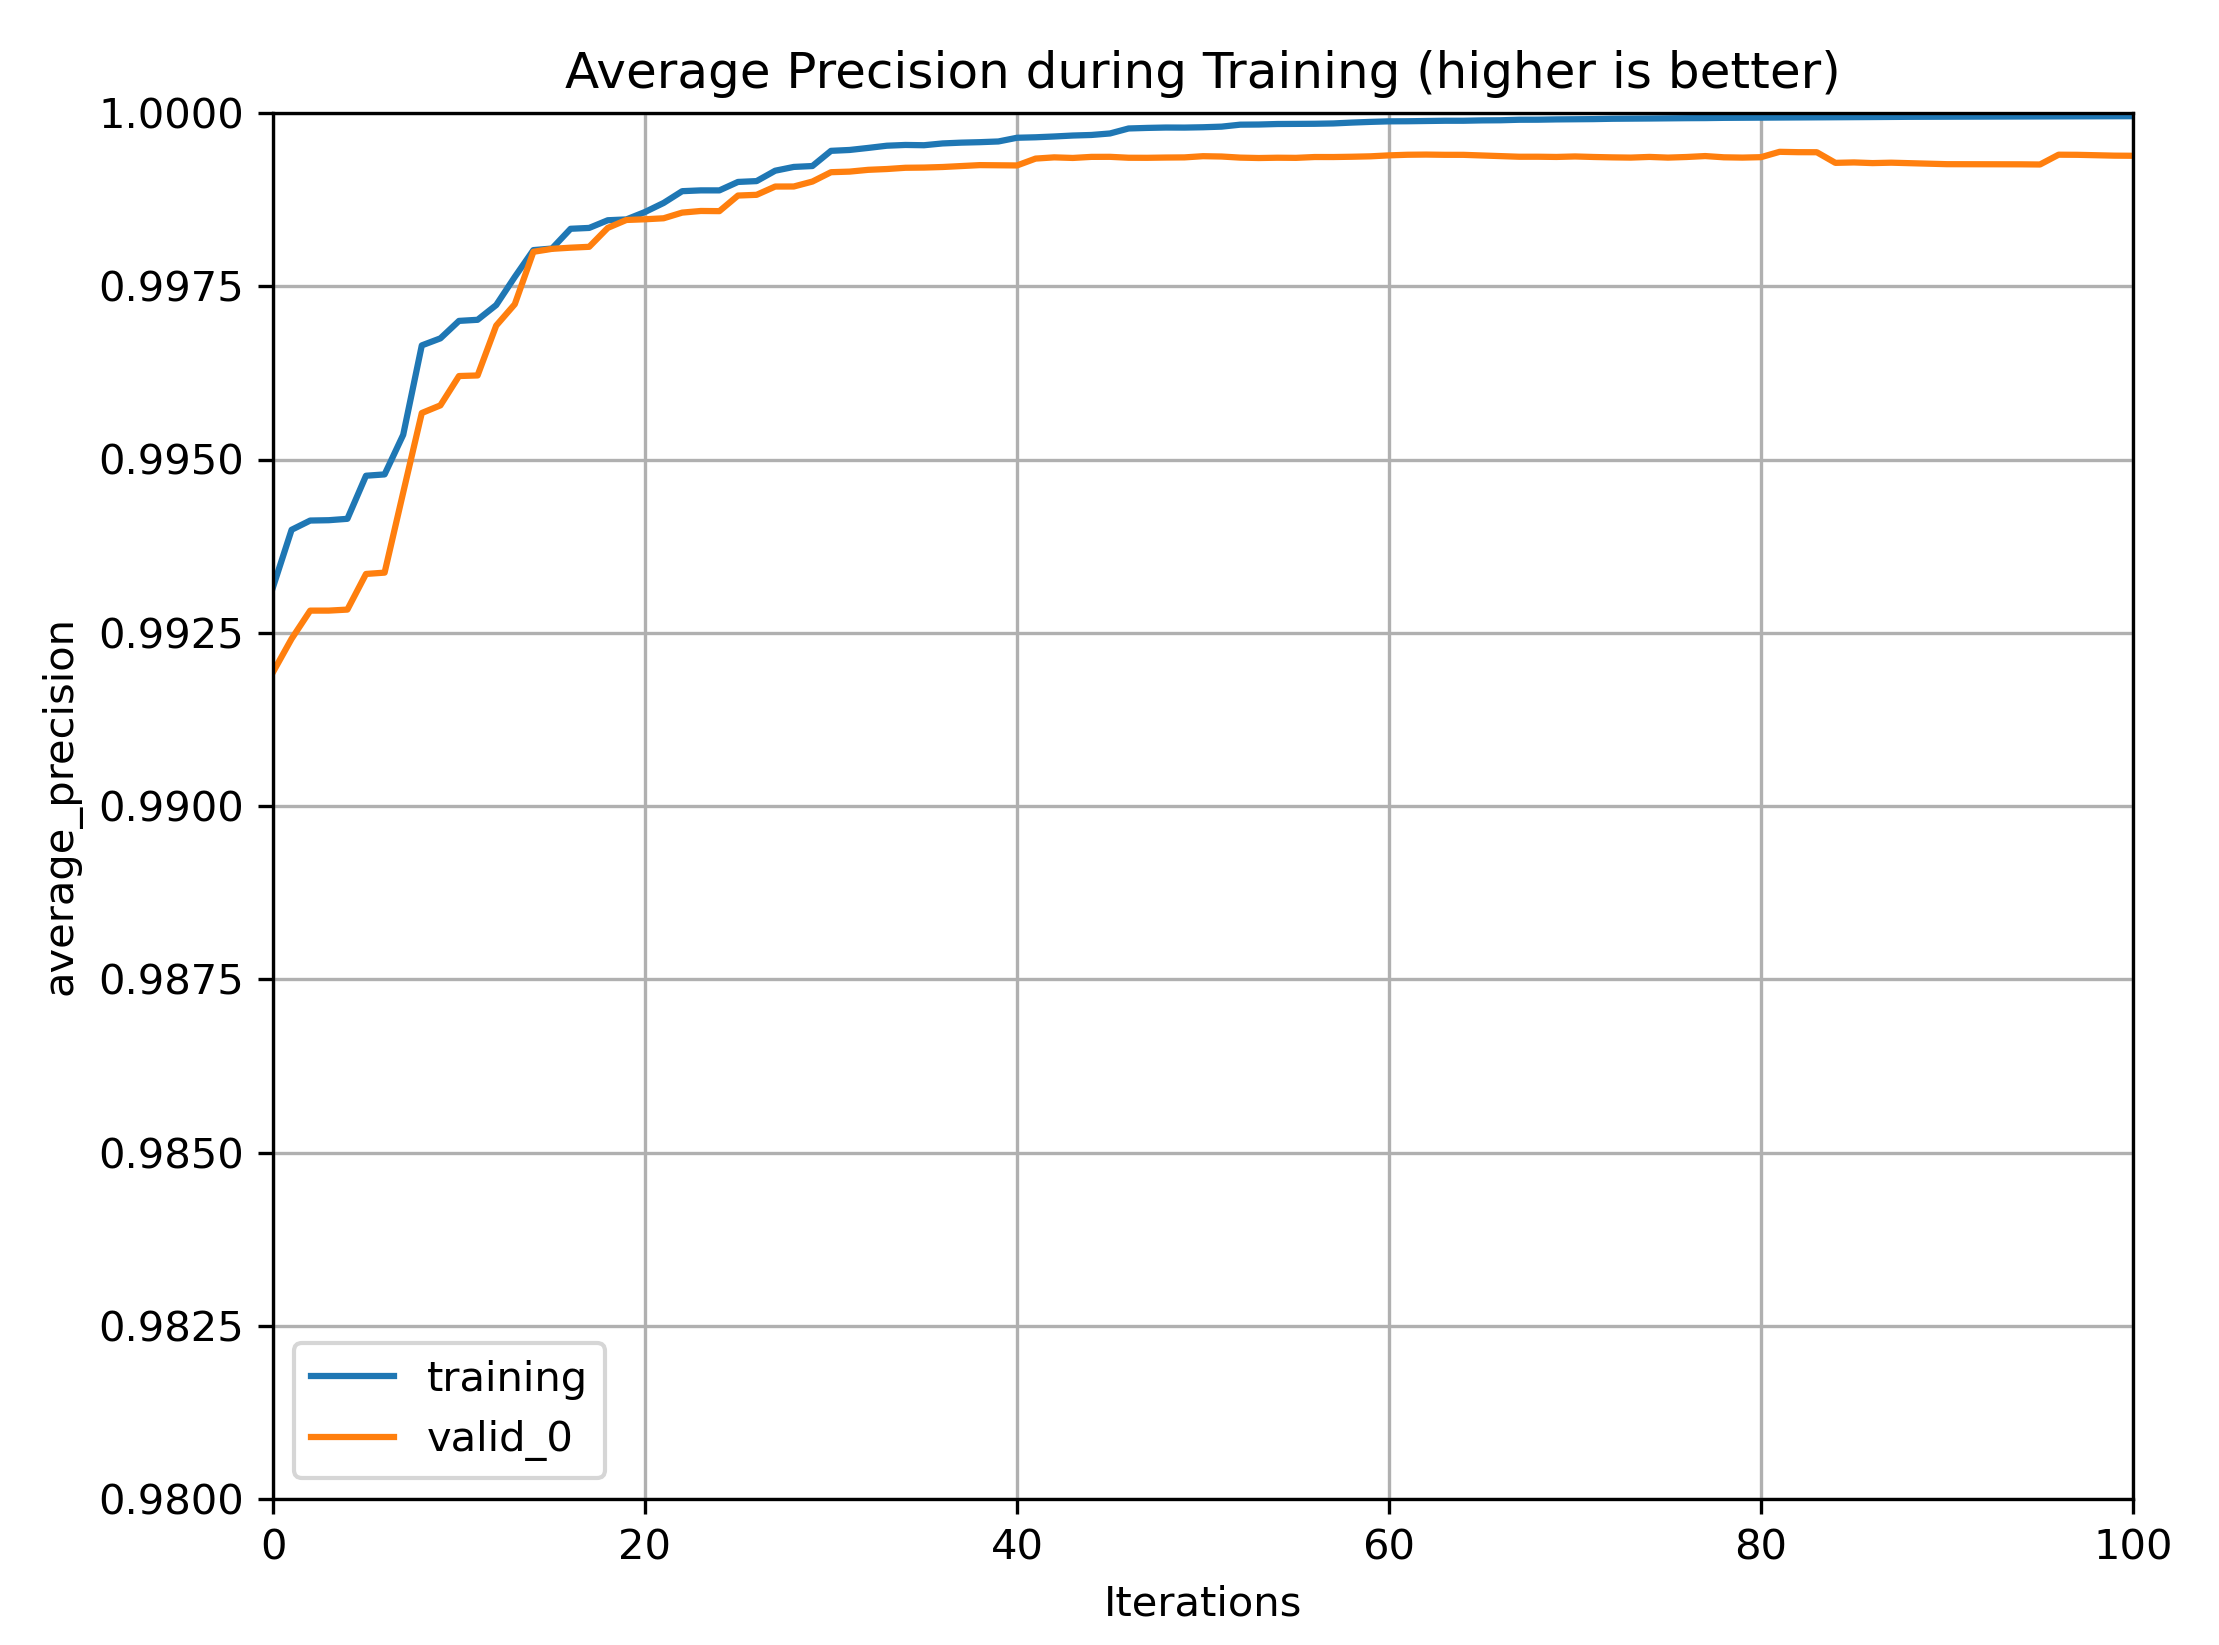 Average Precision during Training (higher is better)
1.0000
0.9975
0.9950
0.9925
0.9900
0.9875
0.9850
0.9825
0.9800
average_precision
training
valid_0
0 20 40 60 80 100
Iterations